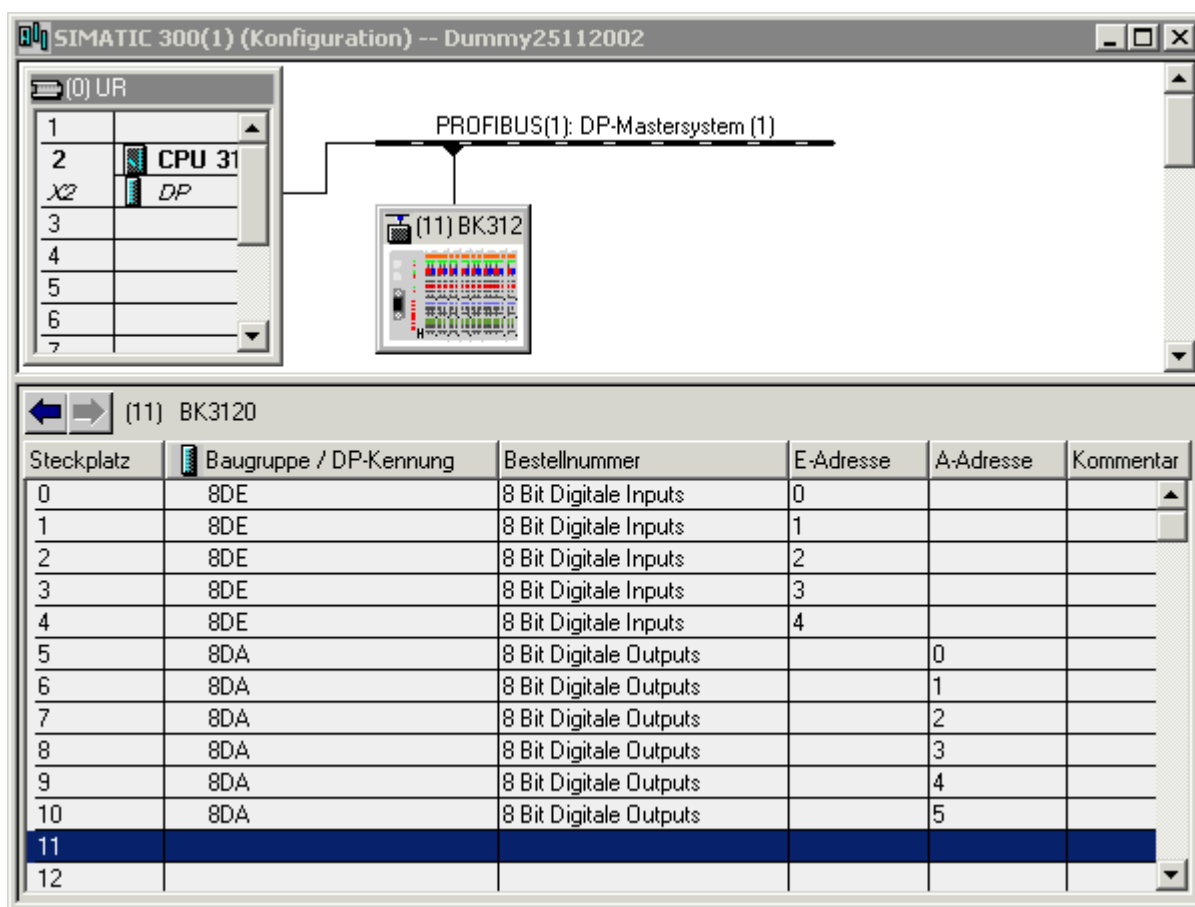 SIMATIC 300(1) (Konfiguration) -- Dummy25112002
(0) UR
1
2 CPU 31
X2 DP
3
4
5
6
7
PROFIBUS(1): DP-Mastersystem (1)
(11) BK312
(11) BK3120
Steckplatz Baugruppe / DP-Kennung Bestellnummer E-Adresse A-Adresse Kommentar
0 8DE 8 Bit Digitale Inputs 0
1 8DE 8 Bit Digitale Inputs 1
2 8DE 8 Bit Digitale Inputs 2
3 8DE 8 Bit Digitale Inputs 3
4 8DE 8 Bit Digitale Inputs 4
5 8DA 8 Bit Digitale Outputs 0
6 8DA 8 Bit Digitale Outputs 1
7 8DA 8 Bit Digitale Outputs 2
8 8DA 8 Bit Digitale Outputs 3
9 8DA 8 Bit Digitale Outputs 4
10 8DA 8 Bit Digitale Outputs 5
11
12